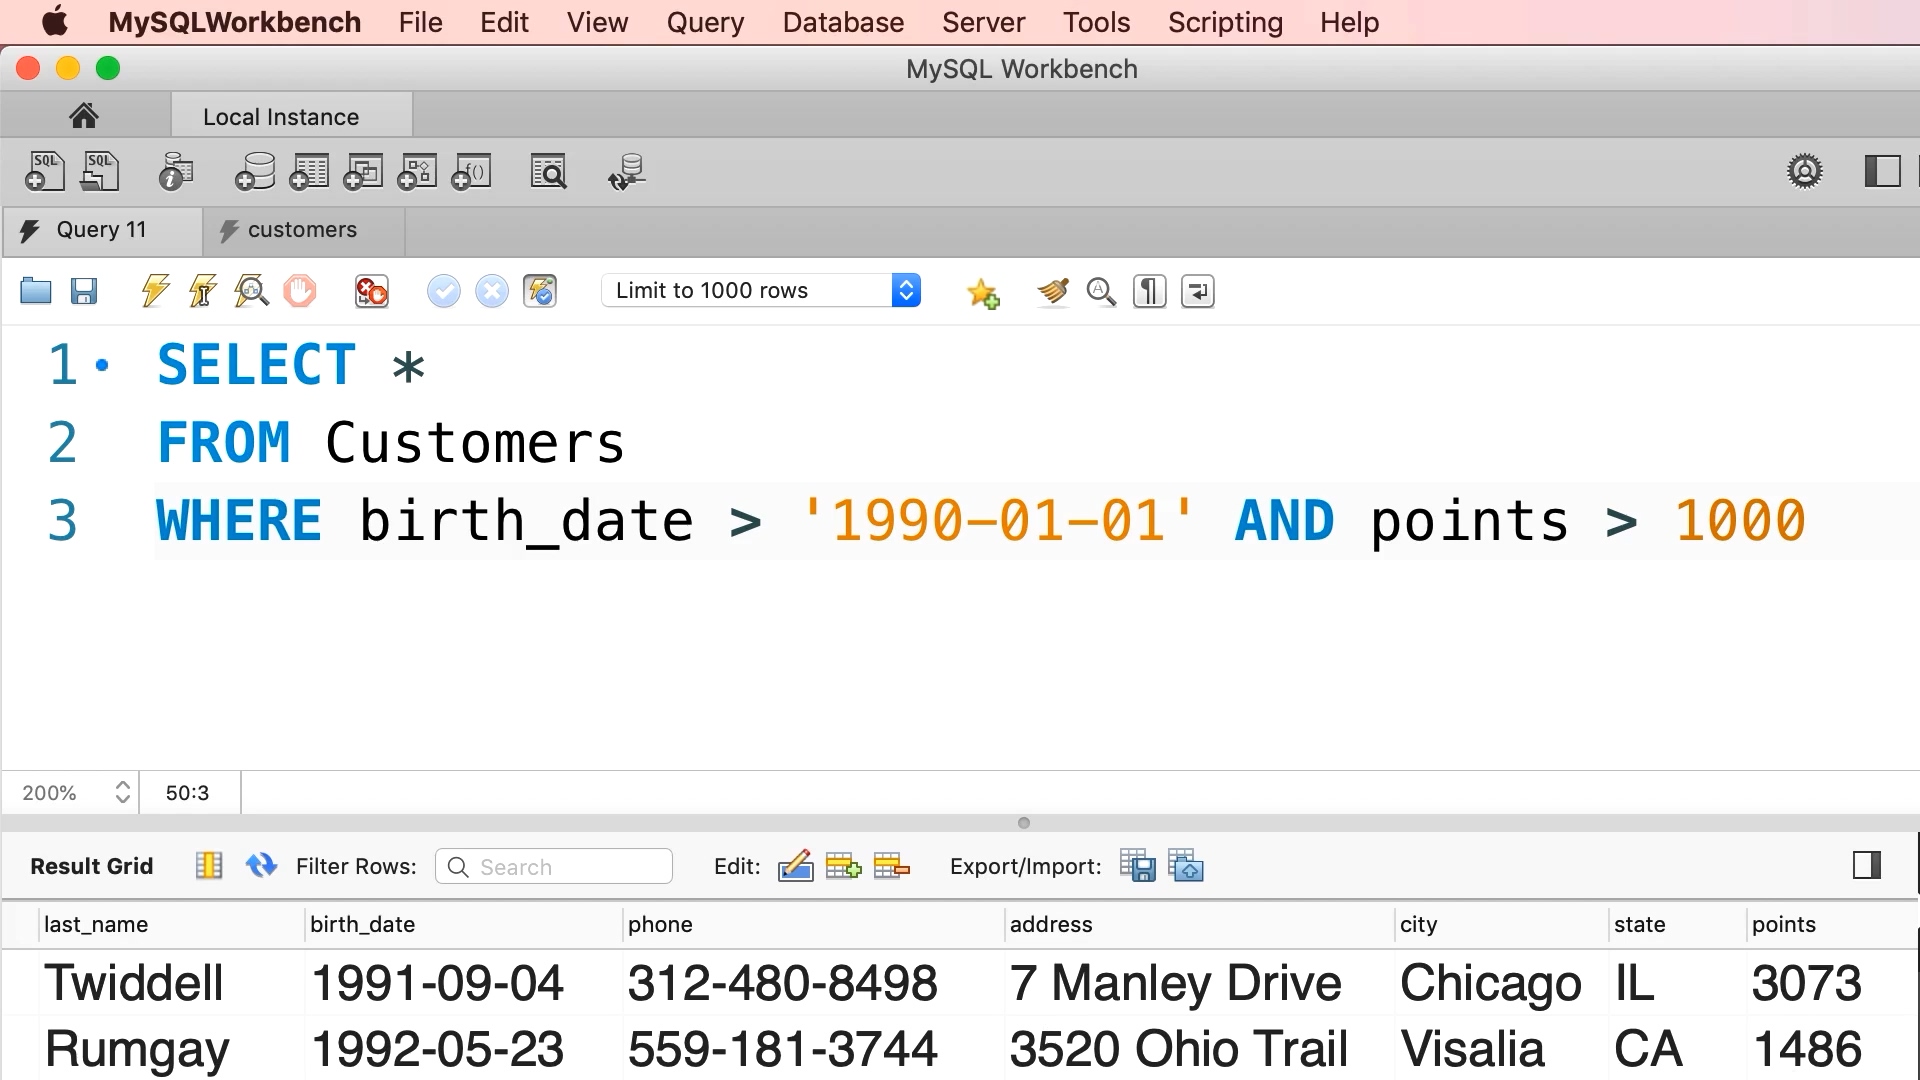 MySQLWorkbench File Edit View Query Database Server Tools Scripting Help
MySQL Workbench
Local Instance
SQL SQL f()
Query 11 customers
Limit to 1000 rows
1 SELECT *
2 FROM Customers
3 WHERE birth_date > '1990-01-01' AND points > 1000
200% 50:3
Result Grid Filter Rows: Search Edit: Export/Import:
last_name birth_date phone address city state points
Twiddell 1991-09-04 312-480-8498 7 Manley Drive Chicago IL 3073
Rumgay 1992-05-23 559-181-3744 3520 Ohio Trail Visalia CA 1486